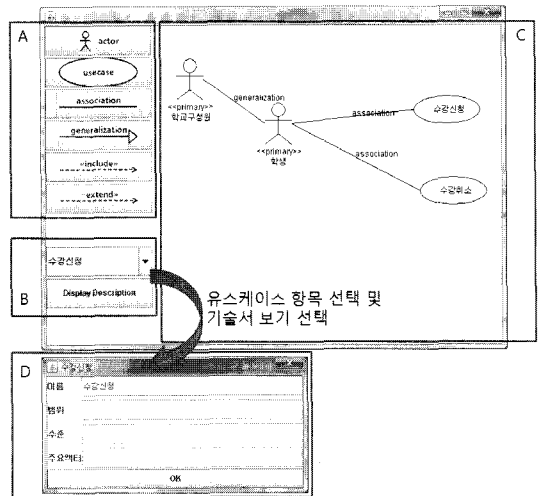 A
actor
usecase
association
generalization
<<include>>
<<extend>>
C
<<primary>>
학교구성원
generalization
<<primary>>
학생
association
association
수강신청
수강취소
B
수강신청
Display Description
유스케이스 항목 선택 및
기술서 보기 선택
D
수강신청
이름
수강신청
범위
수준
주요액터:
OK